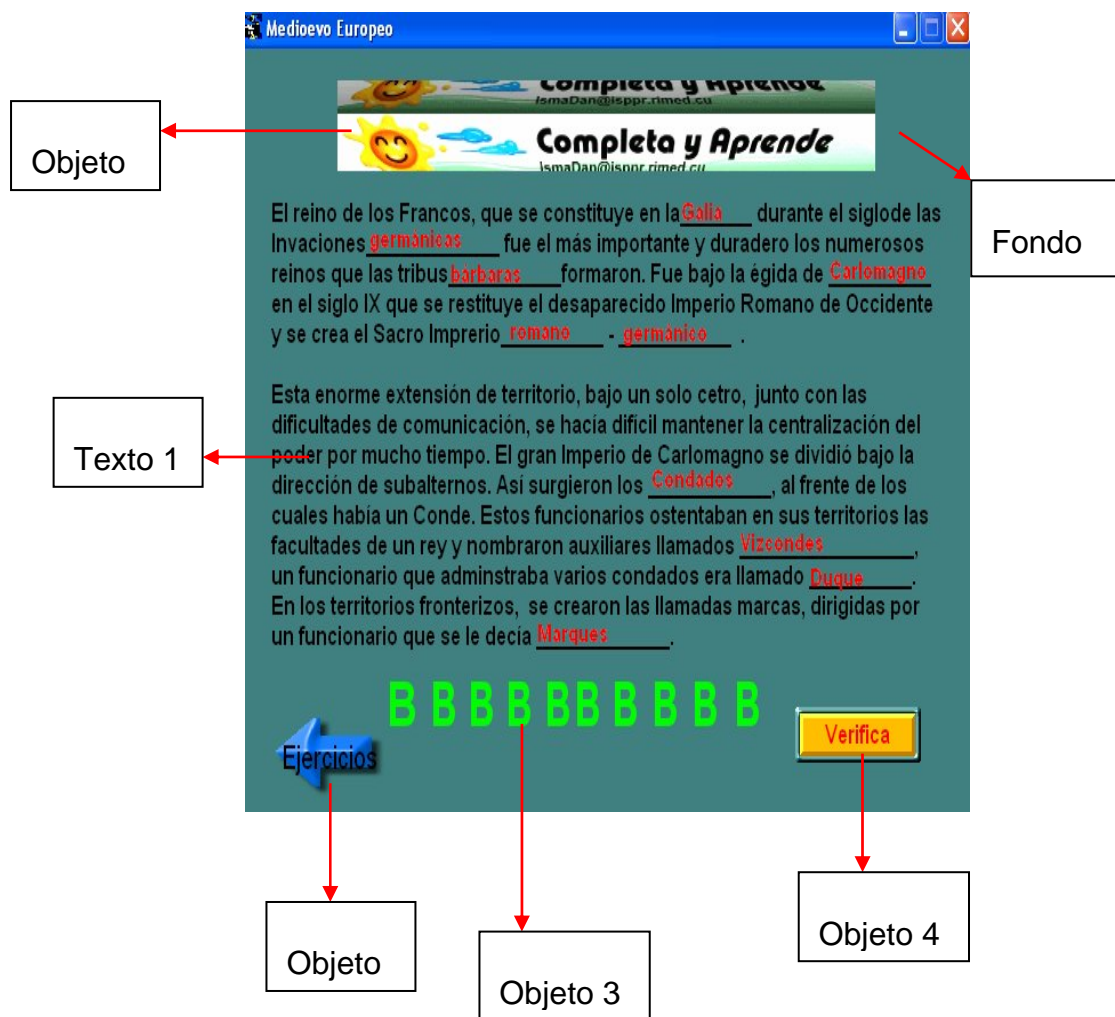 Medioevo Europeo
Completa y Aprende
IsmaDan@isppr.rimed.cu
Completa y Aprende
IsmaDan@isppr.rimed.cu
Objeto
Fondo
El reino de los Francos, que se constituye en la Galia durante el siglode las
Invaciones germánicas fue el más importante y duradero los numerosos
reinos que las tribus bárbaras formaron. Fue bajo la égida de Carlomagno
en el siglo IX que se restituye el desaparecido Imperio Romano de Occidente
y se crea el Sacro Imprerio romano - germánico .
Esta enorme extensión de territorio, bajo un solo cetro, junto con las
dificultades de comunicación, se hacía difícil mantener la centralización del
poder por mucho tiempo. El gran Imperio de Carlomagno se dividió bajo la
dirección de subalternos. Así surgieron los Condados, al frente de los
cuales había un Conde. Estos funcionarios ostentaban en sus territorios las
facultades de un rey y nombraron auxiliares llamados Vizcondes,
un funcionario que adminstraba varios condados era llamado Duque.
En los territorios fronterizos, se crearon las llamadas marcas, dirigidas por
un funcionario que se le decía Marques.
Texto 1
B B B B B B B B B B
Ejercicios
Verifica
Objeto
Objeto 3
Objeto 4